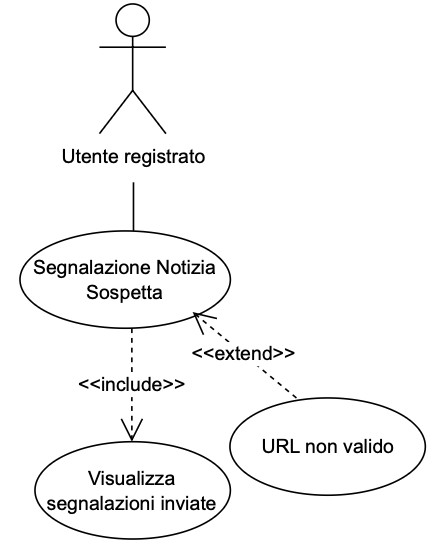 Utente registrato
Segnalazione Notizia
Sospetta
<<extend>>
<<include>>
URL non valido
Visualizza
segnalazioni inviate